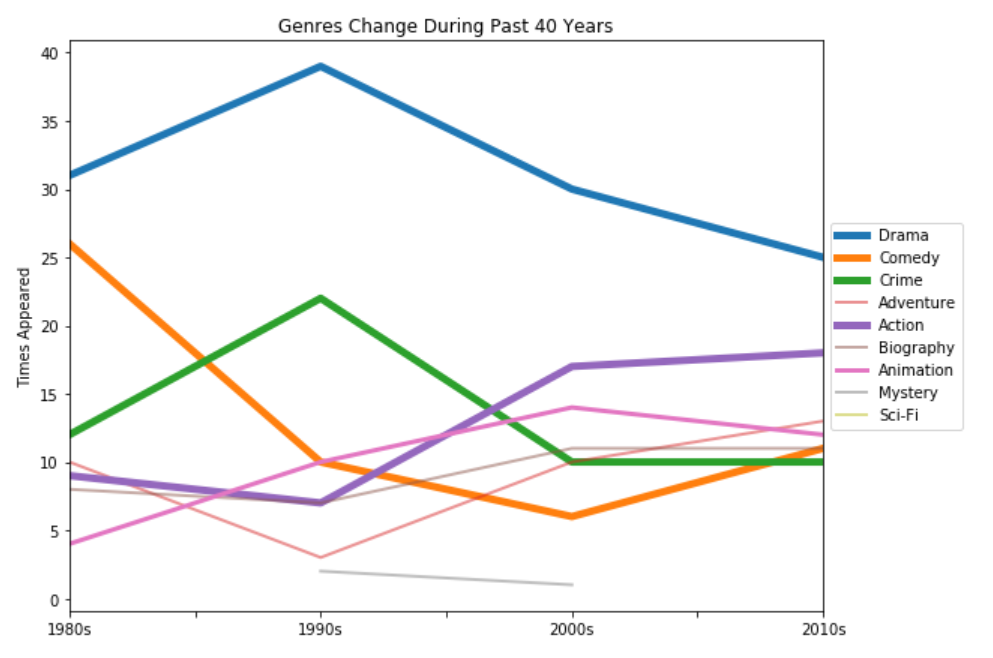 Genres Change During Past 40 Years
40
35
30
25
20
15
10
5
0
Times Appeared
1980s 1990s 2000s 2010s
Drama
Comedy
Crime
Adventure
Action
Biography
Animation
Mystery
Sci-Fi